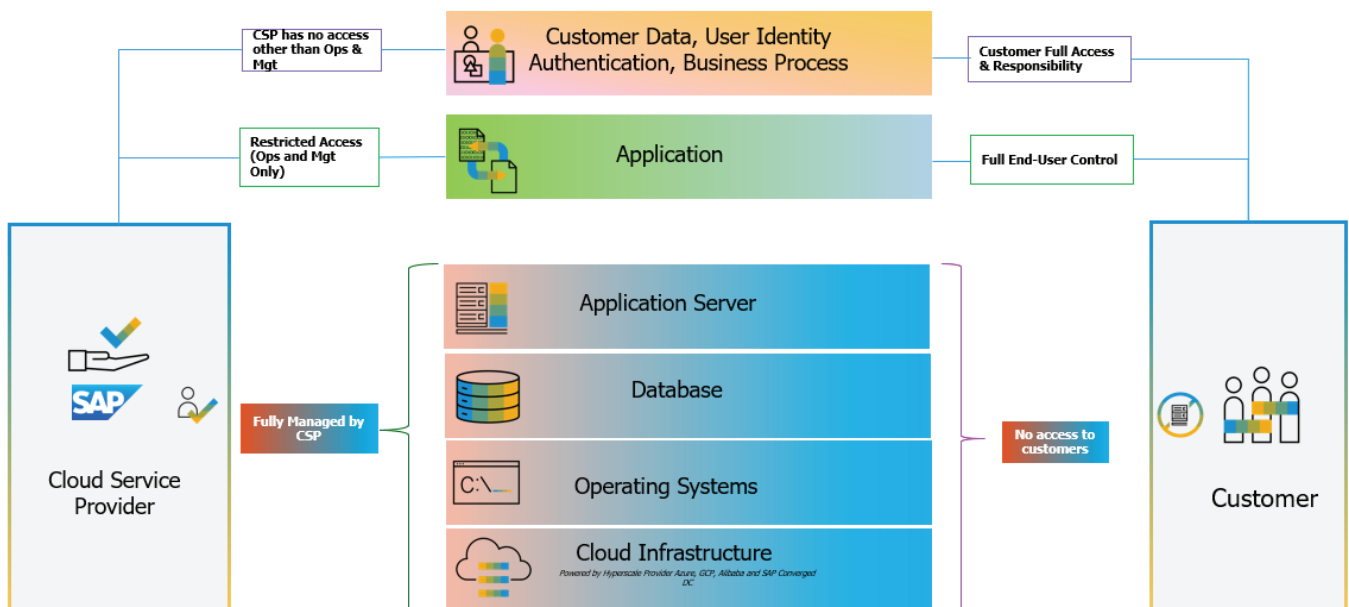 CSP has no access
other than Ops &
Mgt
Customer Data, User Identity
Authentication, Business Process
Customer Full Access
& Responsibility
Restricted Access
(Ops and Mgt
Only)
Application
Full End-User Control
Application Server
Database
SAP
Fully Managed by
CSP
No access to
customers
Cloud Service
Provider
C:\
Operating Systems
Customer
Cloud Infrastructure
Powered by Hyperscale Provider Azure, GCP, Alibaba and SAP Converged
DC